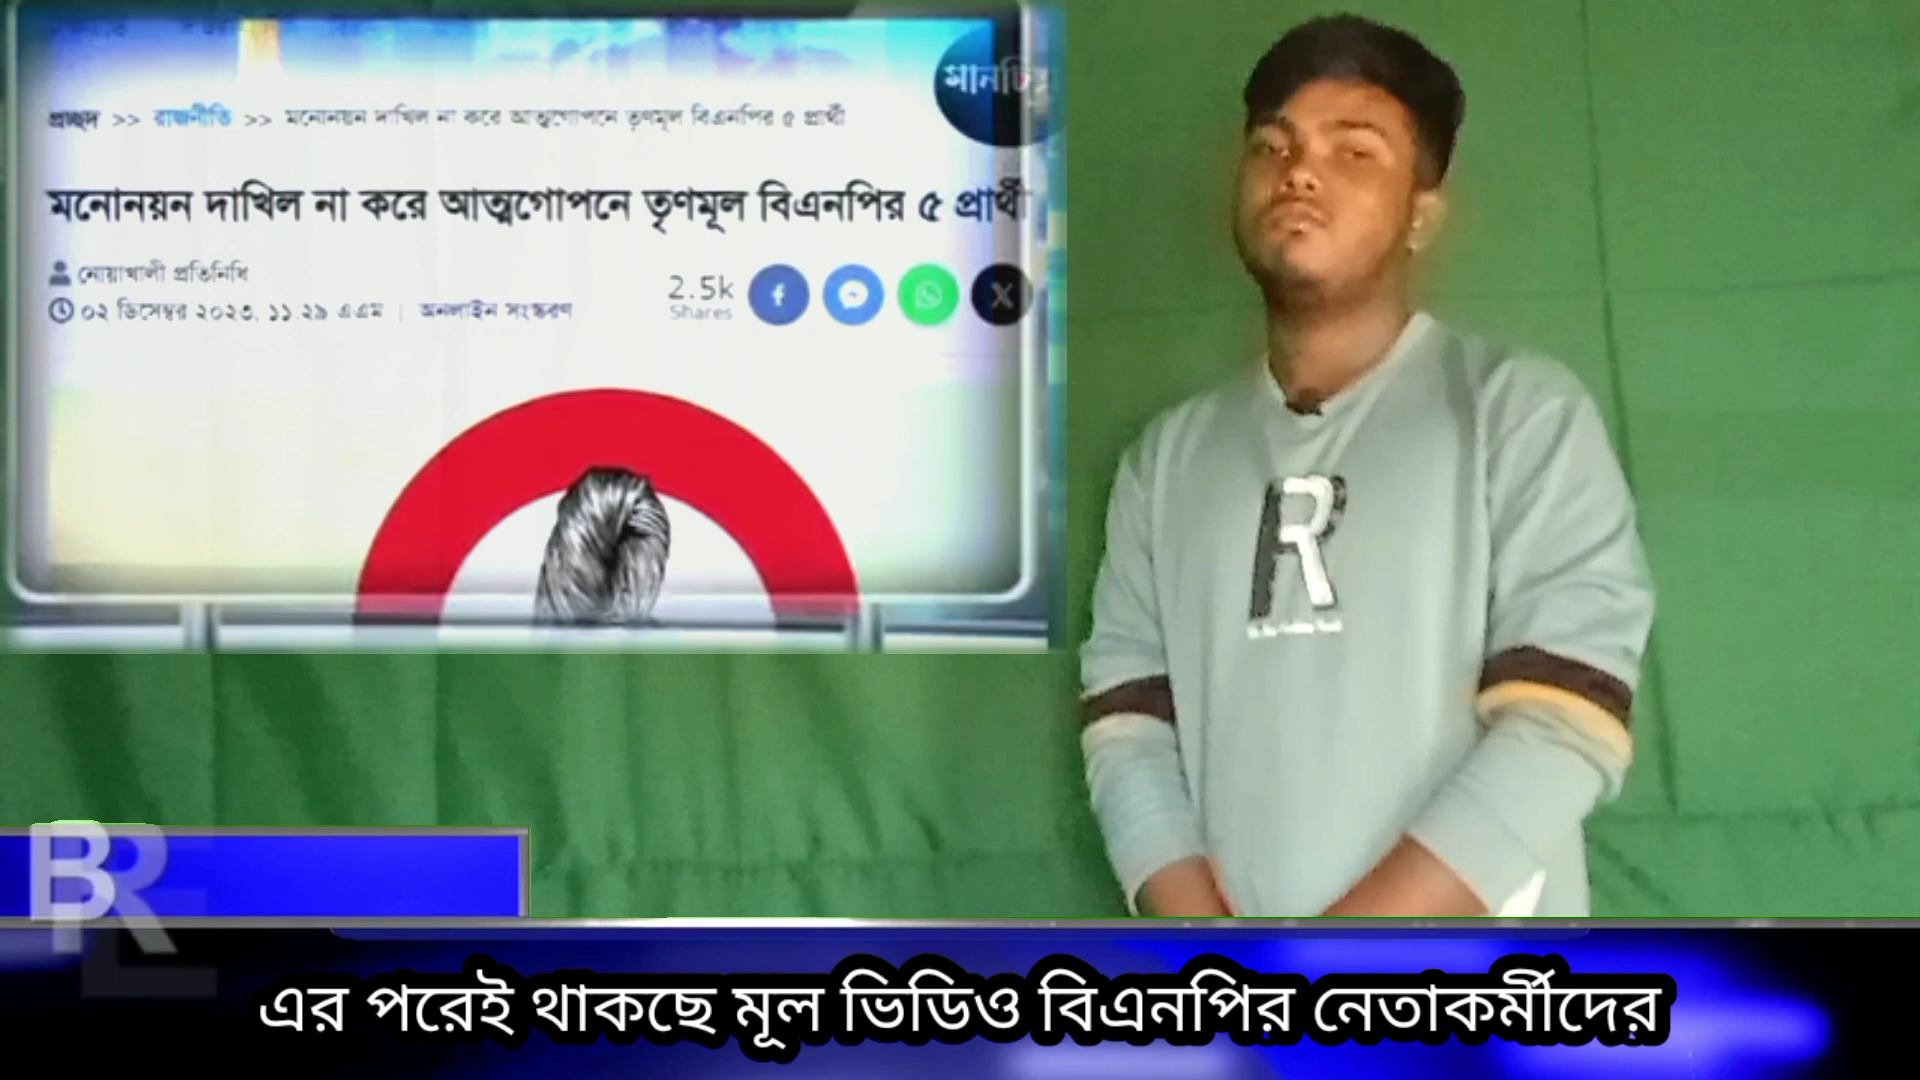 মানচিত্র
প্রচ্ছদ >> রাজনীতি >> মনোনয়ন দাখিল না করে আত্মগোপনে তৃণমূল বিএনপির ৫ প্রার্থী
মনোনয়ন দাখিল না করে আত্মগোপনে তৃণমূল বিএনপির ৫ প্রার্থী
নোয়াখালী প্রতিনিধি
০২ ডিসেম্বর ২০২৩, ১১:২৯ এএম | অনলাইন সংস্করণ
2.5k
Shares
R
BRL
এর পরেই থাকছে মূল ভিডিও বিএনপির নেতাকর্মীদের